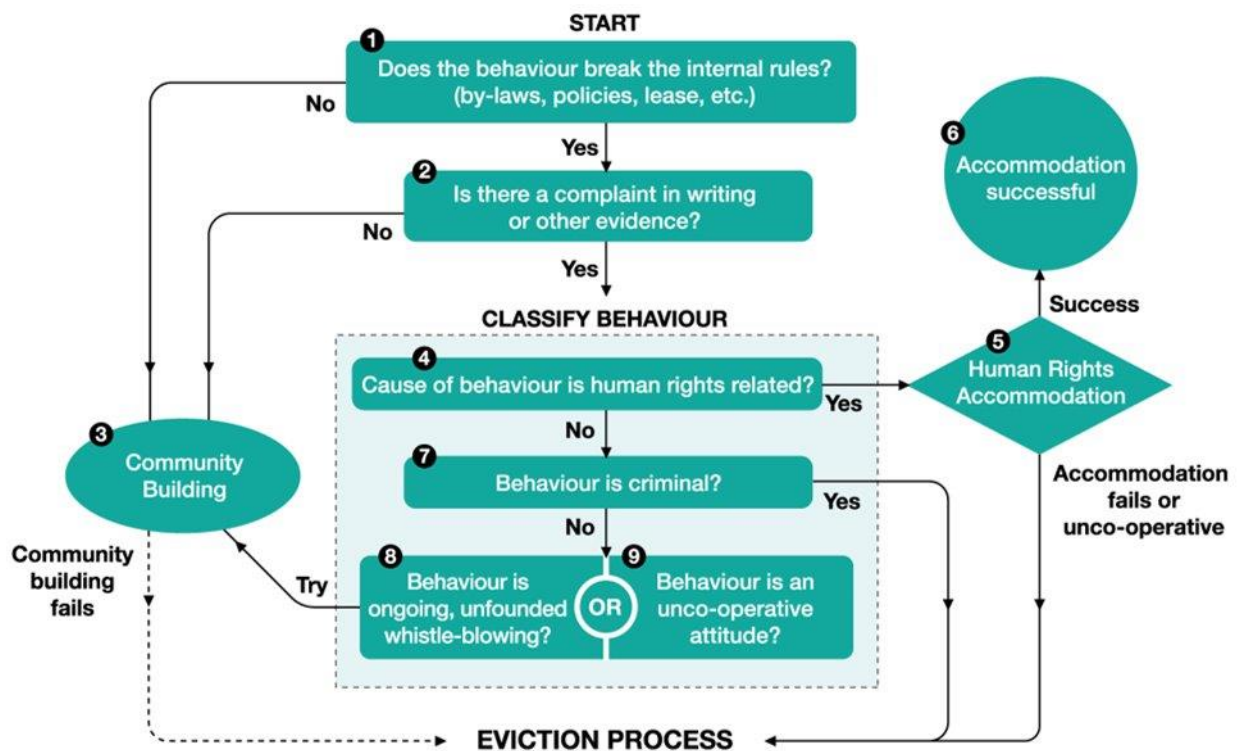 START
1
Does the behaviour break the internal rules?
(by-laws, policies, lease, etc.)
No
Yes
2
Is there a complaint in writing
or other evidence?
No
Yes
6
Accommodation
successful
Success
CLASSIFY BEHAVIOUR
4
Cause of behaviour is human rights related?
Yes
5
Human Rights
Accommodation
No
3
Community
Building
7
Behaviour is criminal?
Yes
Accommodation
fails or
unco-operative
No
Community
building
fails
Try
8
Behaviour is
ongoing, unfounded
whistle-blowing?
OR
9
Behaviour is an
unco-operative
attitude?
EVICTION PROCESS